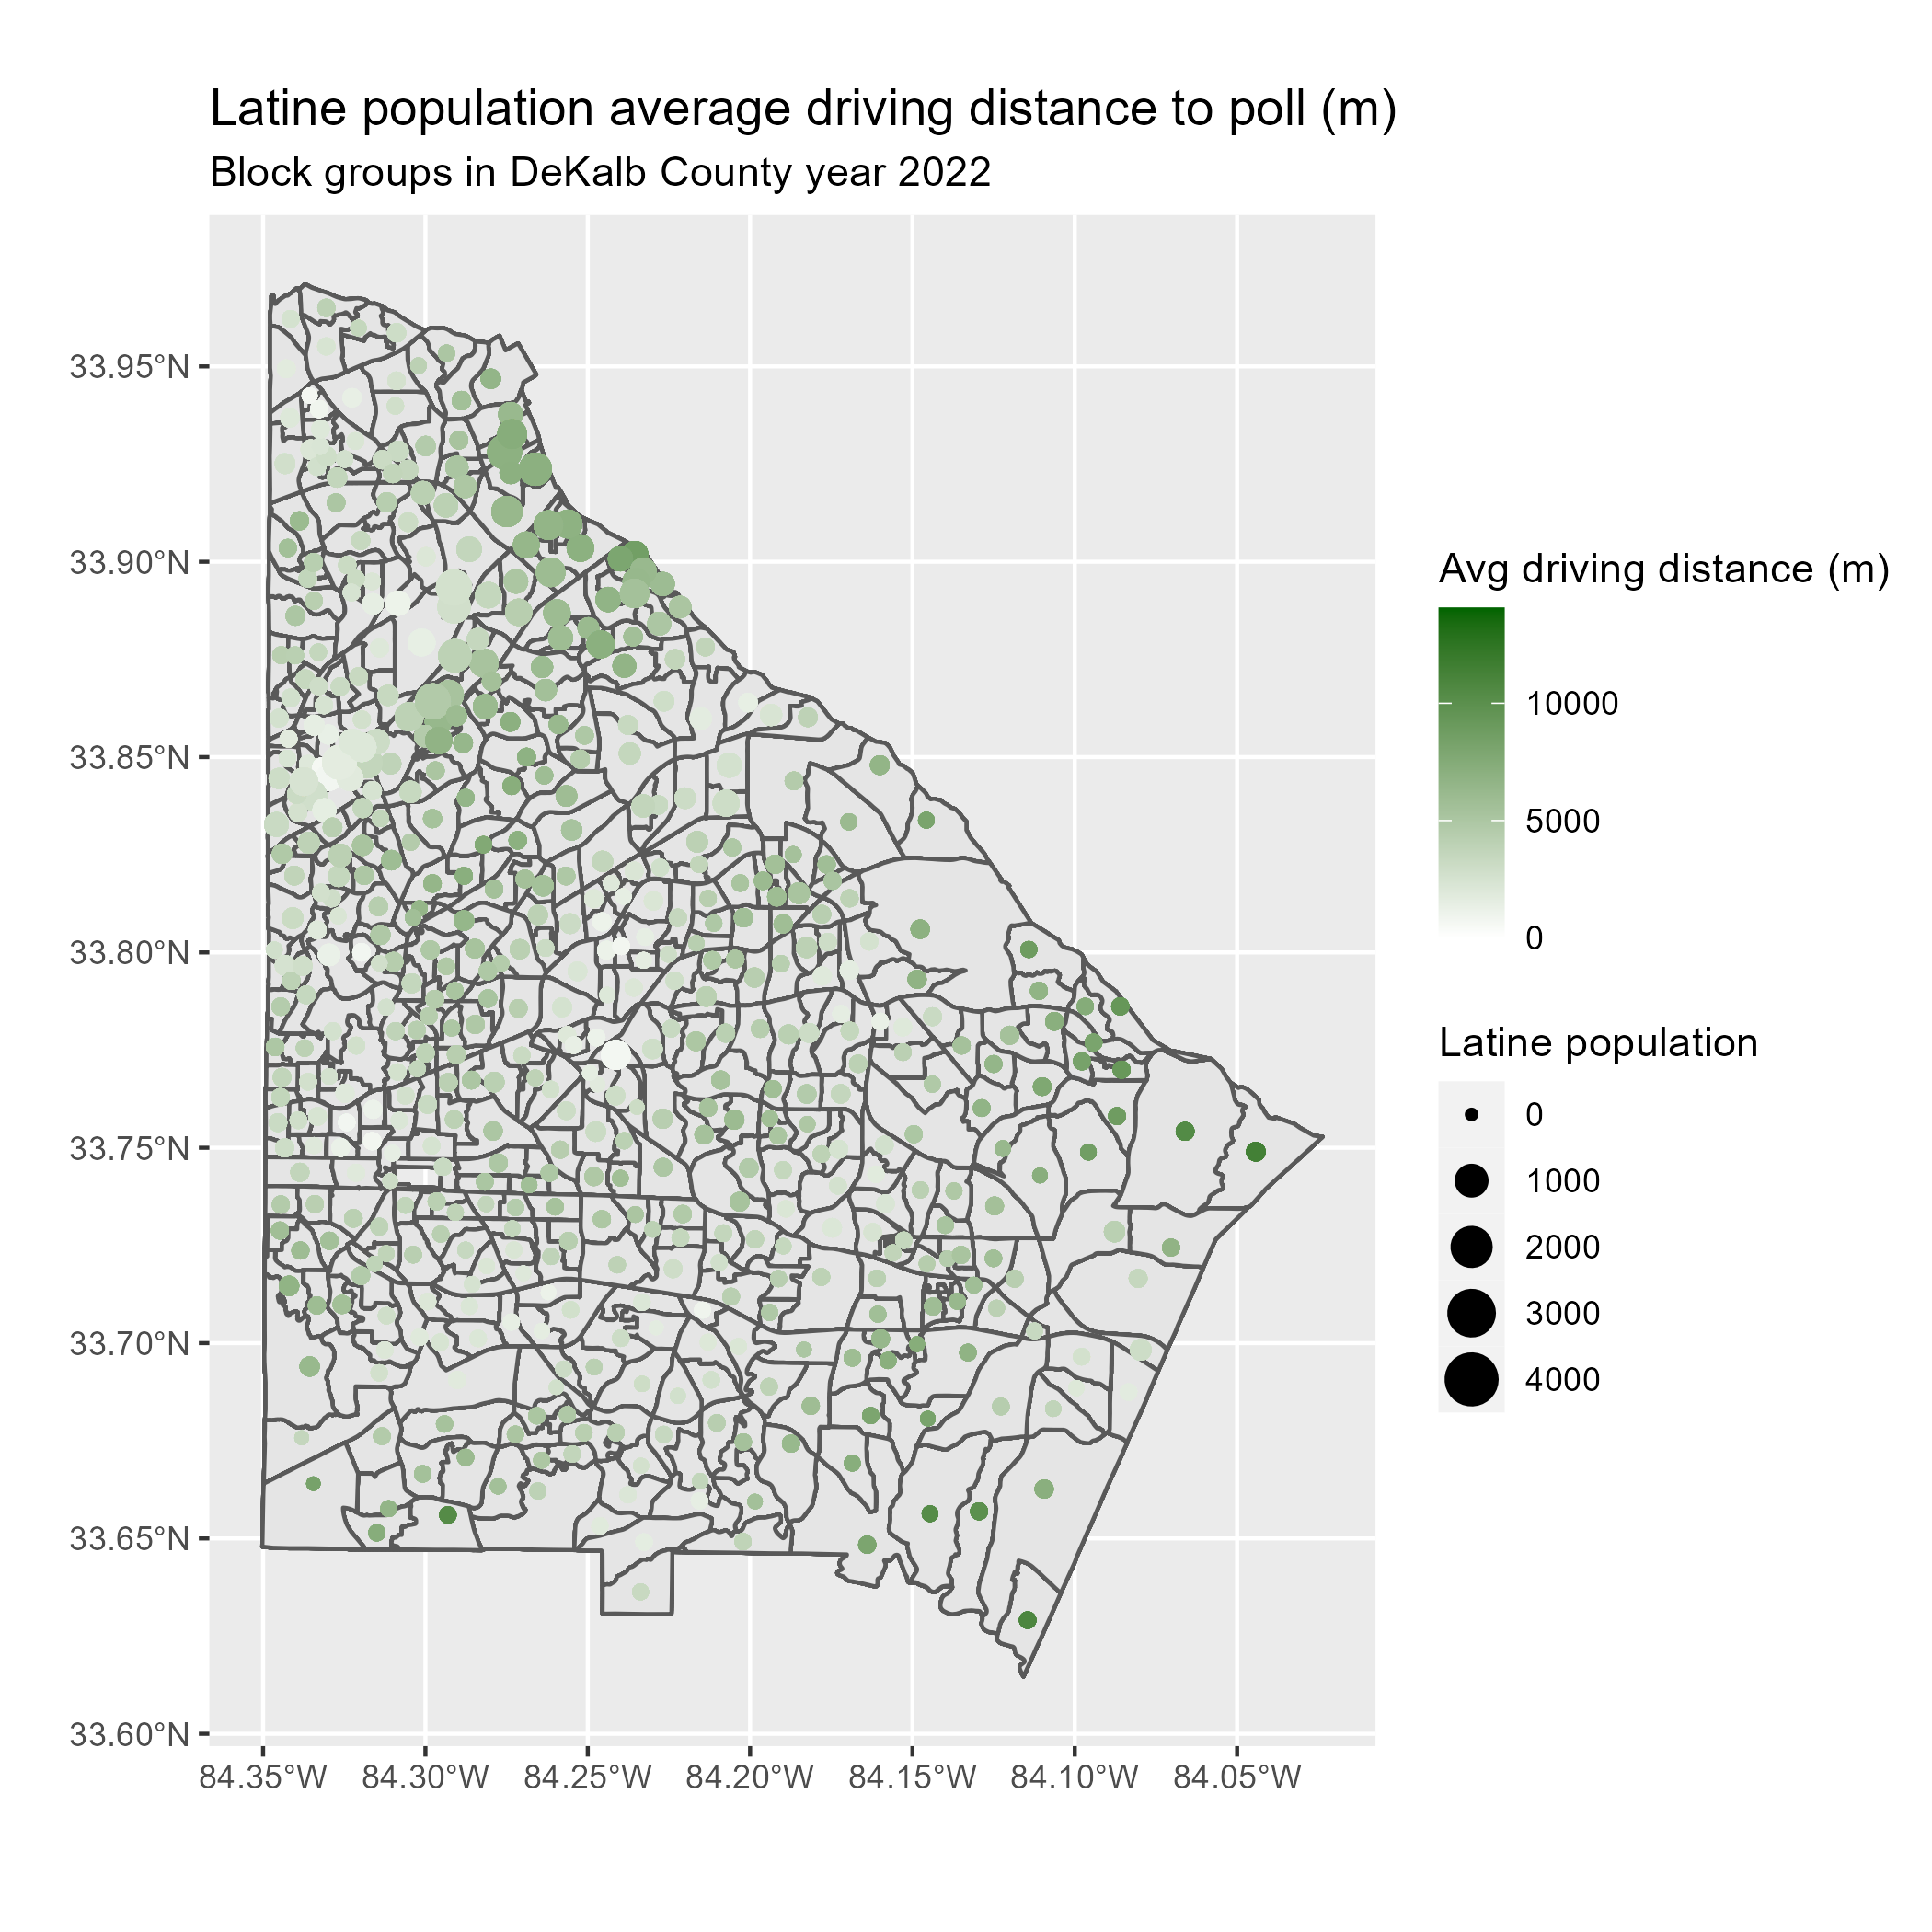 Latine population average driving distance to poll (m)
Block groups in DeKalb County year 2022
33.95°N
33.90°N
33.85°N
33.80°N
33.75°N
33.70°N
33.65°N
33.60°N
84.35°W 84.30°W 84.25°W 84.20°W 84.15°W 84.10°W 84.05°W
Avg driving distance (m)
10000
5000
0
Latine population
0
1000
2000
3000
4000